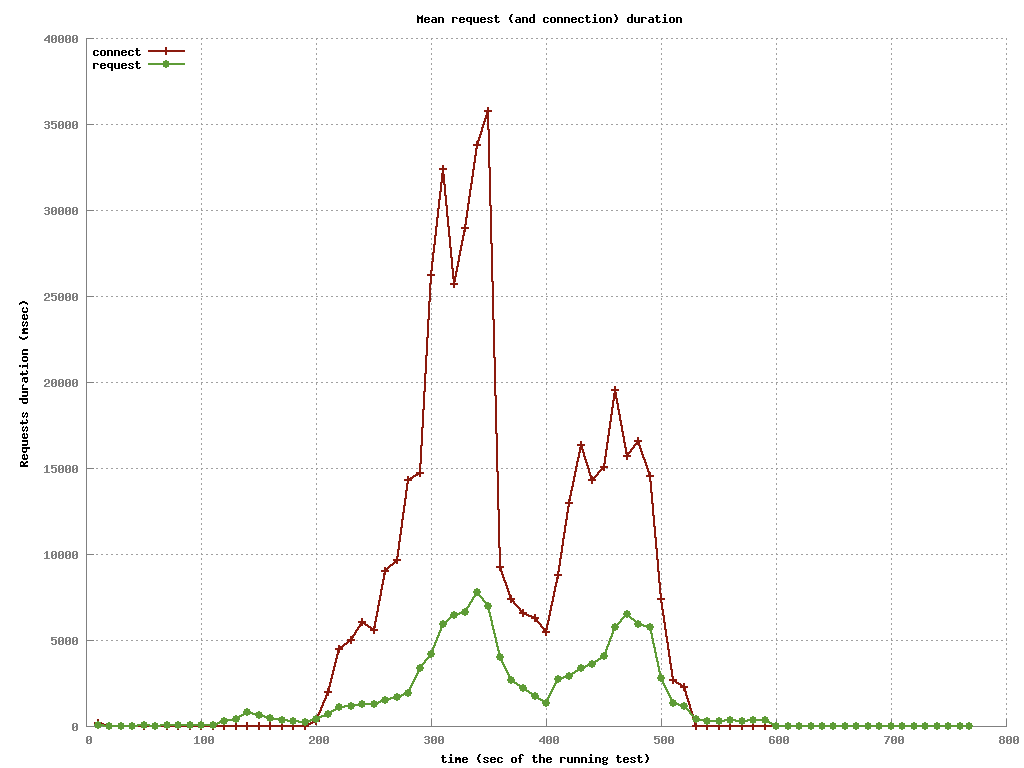 Mean request (and connection) duration
40000
connect
request
35000
30000
25000
20000
15000
10000
5000
0
Requests duration (msec)
0 100 200 300 400 500 600 700 800
time (sec of the running test)